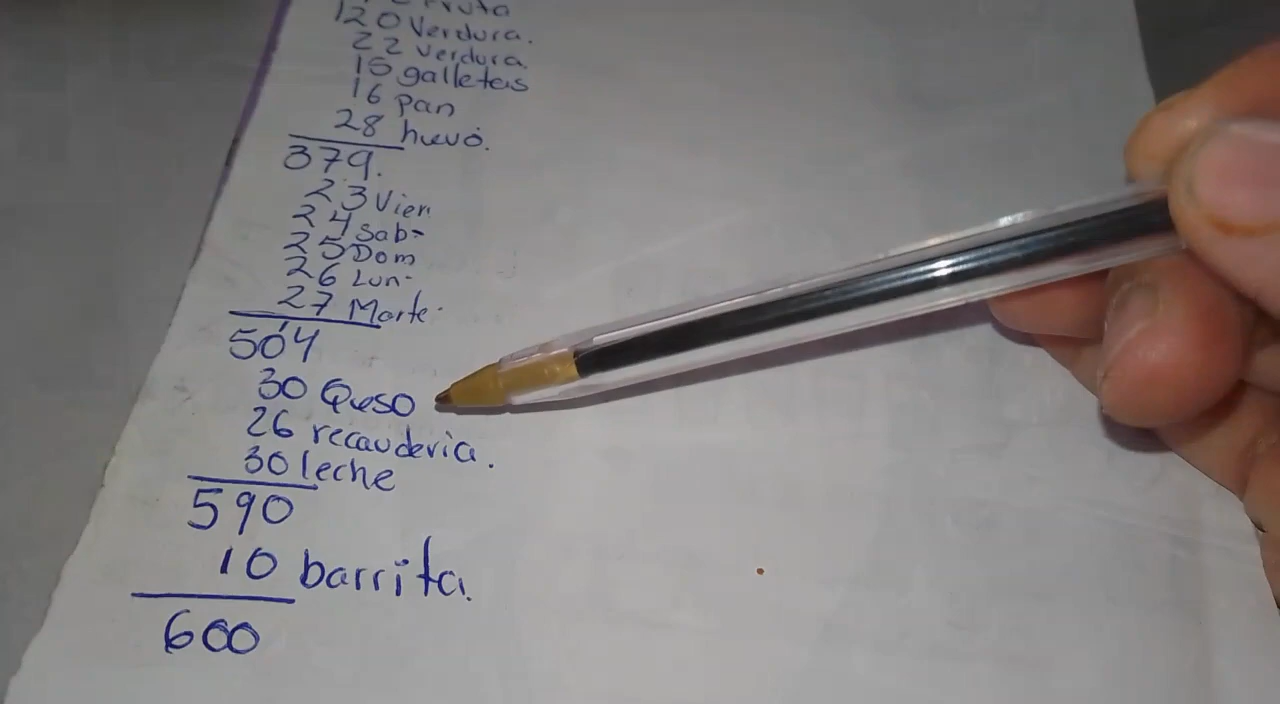 Fruta
120 Verdura.
22 verdura.
15 galletas
16 Pan
28 huevo.
379.
23 Vier.
24 Sab-
25 Dom
26 Lun-
27 Marte.
504
30 Queso
26 recauderia.
30 leche
590
10 barrita.
600